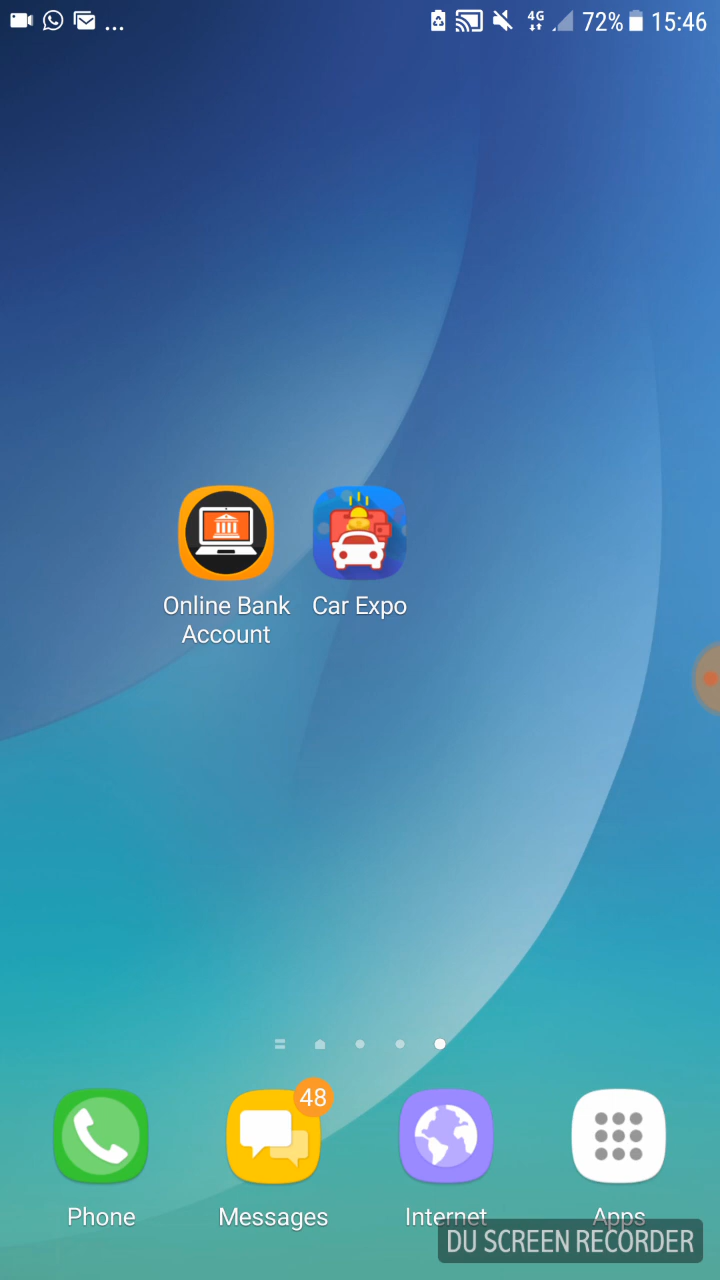 ... 4G 72% 15:46
Online Bank Car Expo
Account
48
Phone Messages Internet Apps
DU SCREEN RECORDER